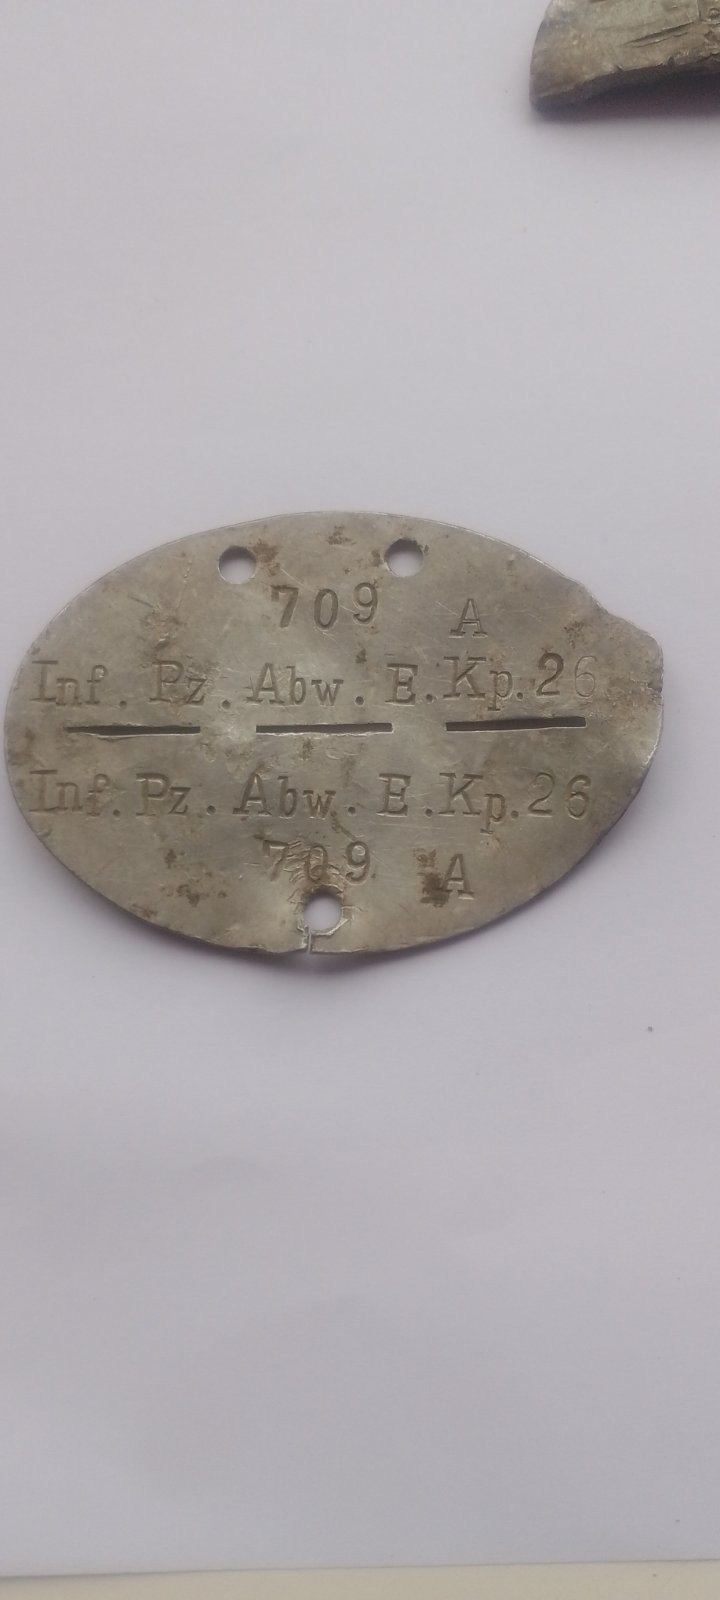 709 A
Inf. Pz. Abw. E. Kp. 26
Inf. Pz. Abw. E. Kp. 26
709 A